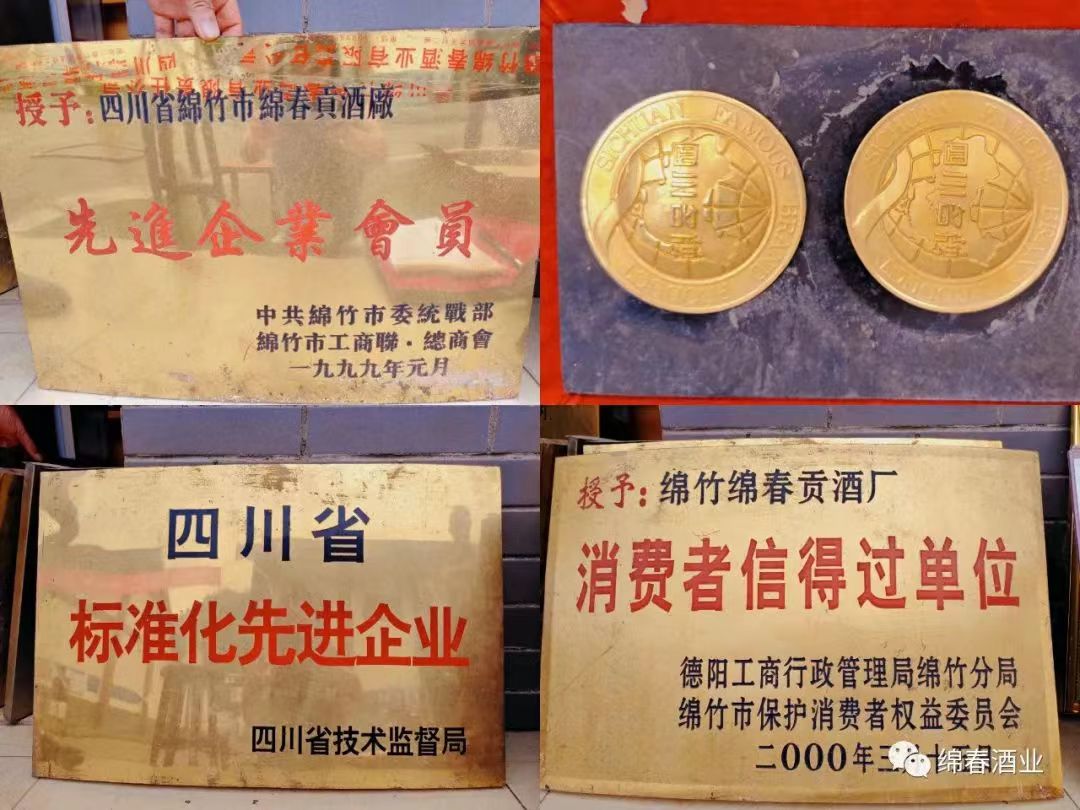 授予：四川省綿竹市綿春貢酒廠
先進企業會員
中共綿竹市委統戰部
綿竹市工商聯·總商會
一九九九年元月
SICHUAN FAMOUS BRAND
四川省
标准化先进企业
四川省技术监督局
授予：绵竹绵春贡酒厂
消费者信得过单位
德阳工商行政管理局绵竹分局
绵竹市保护消费者权益委员会
二000年三月十五日
绵春酒业